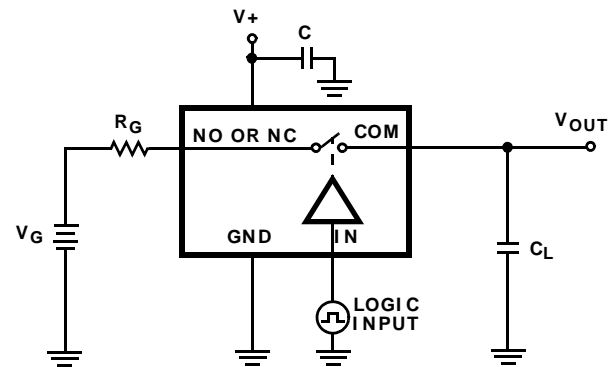 V+
C
RG
NO OR NC
COM
VOUT
VG
GND
IN
CL
LOGIC
INPUT